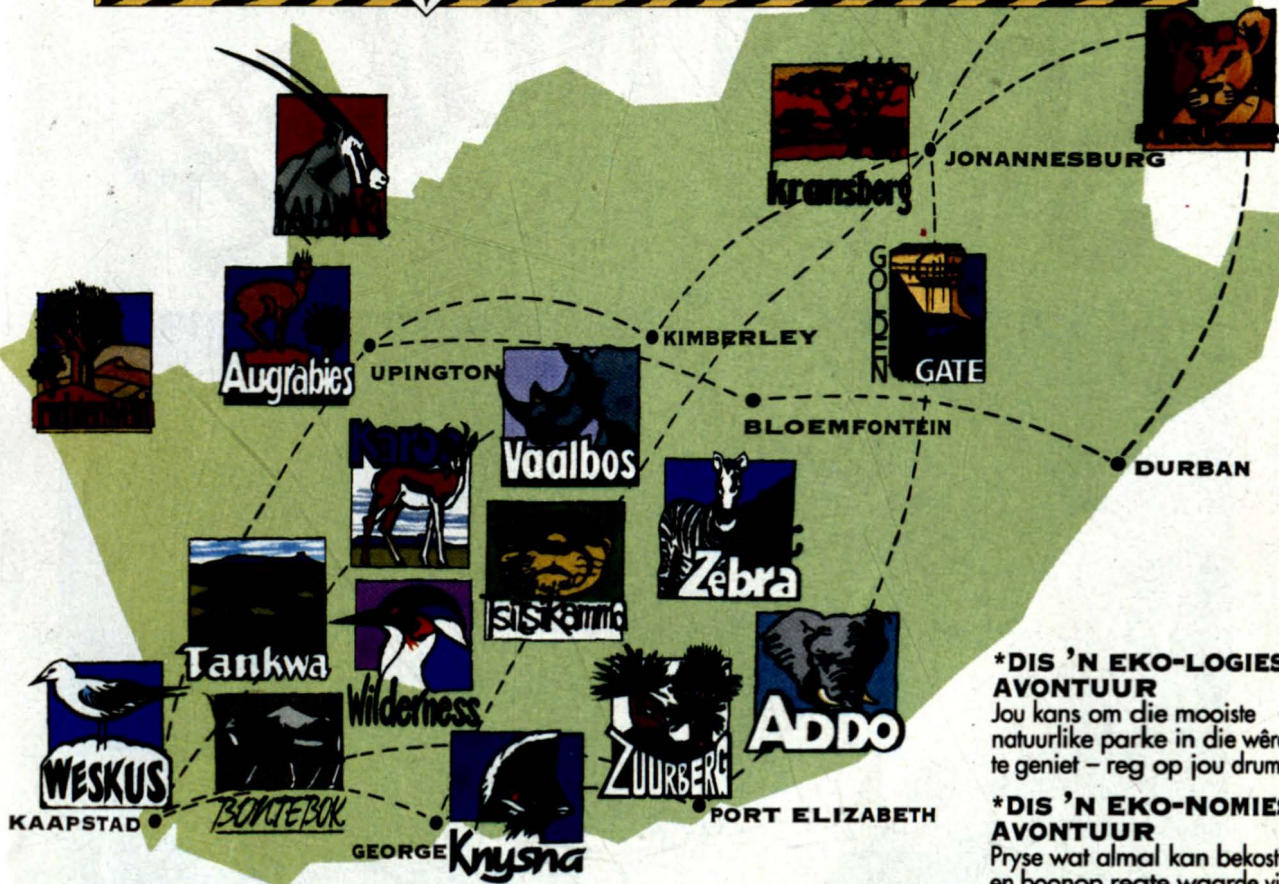 kransberg
JONANNESBURG
KALAHARI
GOLDEN
GATE
Augrabies
UPINGTON
KIMBERLEY
BLOEMFONTEIN
DURBAN
Karoo
Vaalbos
Zebra
Tsitsikamma
Tankwa
Wilderness
WESKUS
BONTEBOK
ZUURBERG
ADDO
KAAPSTAD
GEORGE
Knysna
PORT ELIZABETH
*DIS 'N EKO-LOGIES
AVONTUUR
Jou kans om die mooiste
natuurlike parke in die
te geniet – reg op jou
*DIS 'N EKO-NOMIES
AVONTUUR
Pryse wat almal kan